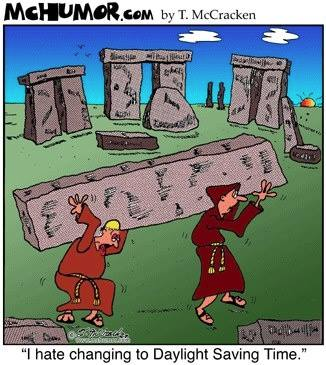 McHUMOR.COM by T. McCracken
"I hate changing to Daylight Saving Time."